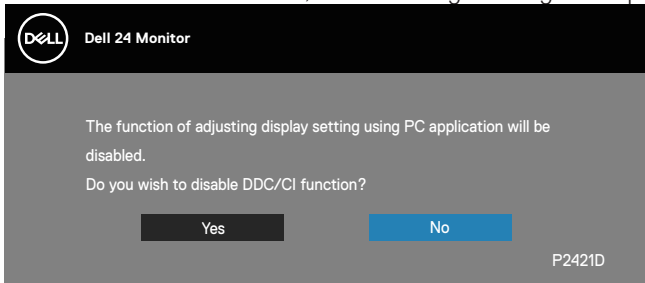 DELL
Dell 24 Monitor
The function of adjusting display setting using PC application will be
disabled.
Do you wish to disable DDC/CI function?
Yes No
P2421D